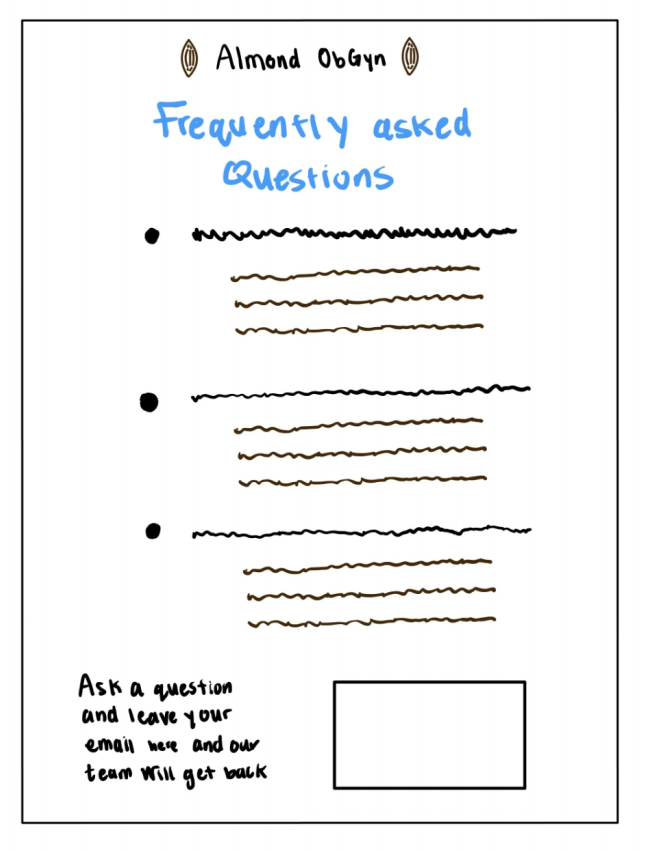 Almond ObGyn
Frequently asked
Questions
Ask a question
and leave your
email here and our
team will get back